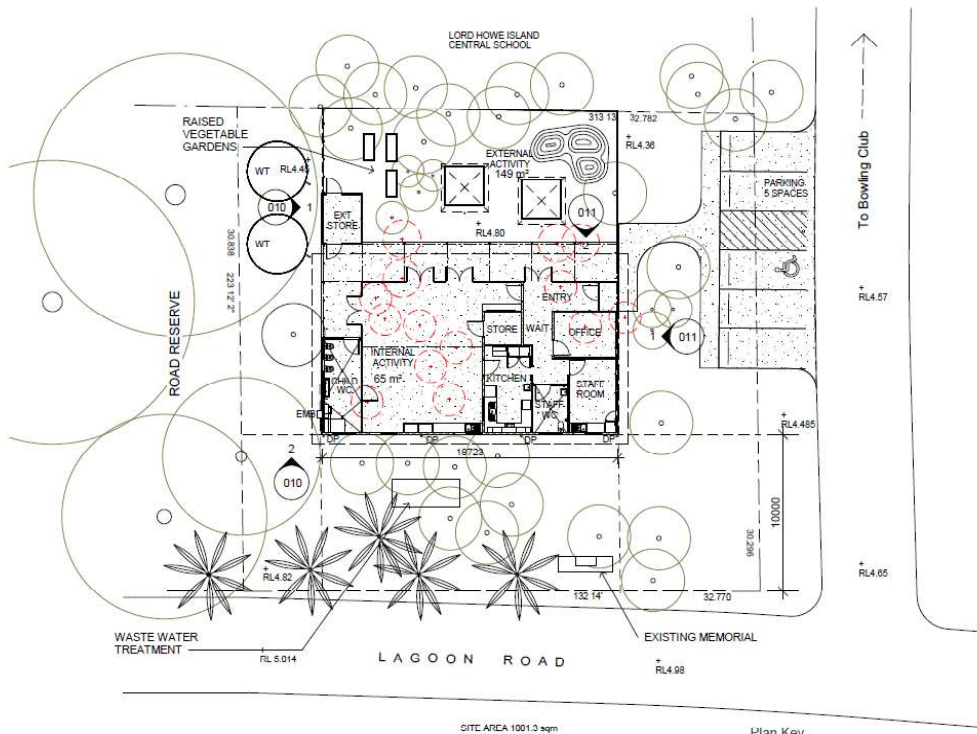 LORD HOWE ISLAND
CENTRAL SCHOOL
RAISED
VEGETABLE
GARDENS
313 13'
32.782
RL4.36
EXTERNAL
ACTIVITY
149 m²
WT
RL4.45
010
1
WT
EXT
STORE
RL4.80
011
2
PARKING
5 SPACES
To Bowling Club
30.838
223 12' 2"
ROAD RESERVE
ENTRY
RL4.57
STORE
WAIT
OFFICE
1
011
INTERNAL
ACTIVITY
65 m²
CHILD
WC
KITCHEN
STAFF
ROOM
STAFF
WC
EMB
DP
DP
DP
DP
RL4.485
18723
2
010
10000
30.296
RL4.82
132 14'
32.770
RL4.65
WASTE WATER
TREATMENT
RL 5.014
LAGOON ROAD
EXISTING MEMORIAL
RL4.98
SITE AREA 1001.3 sqm
Plan Key